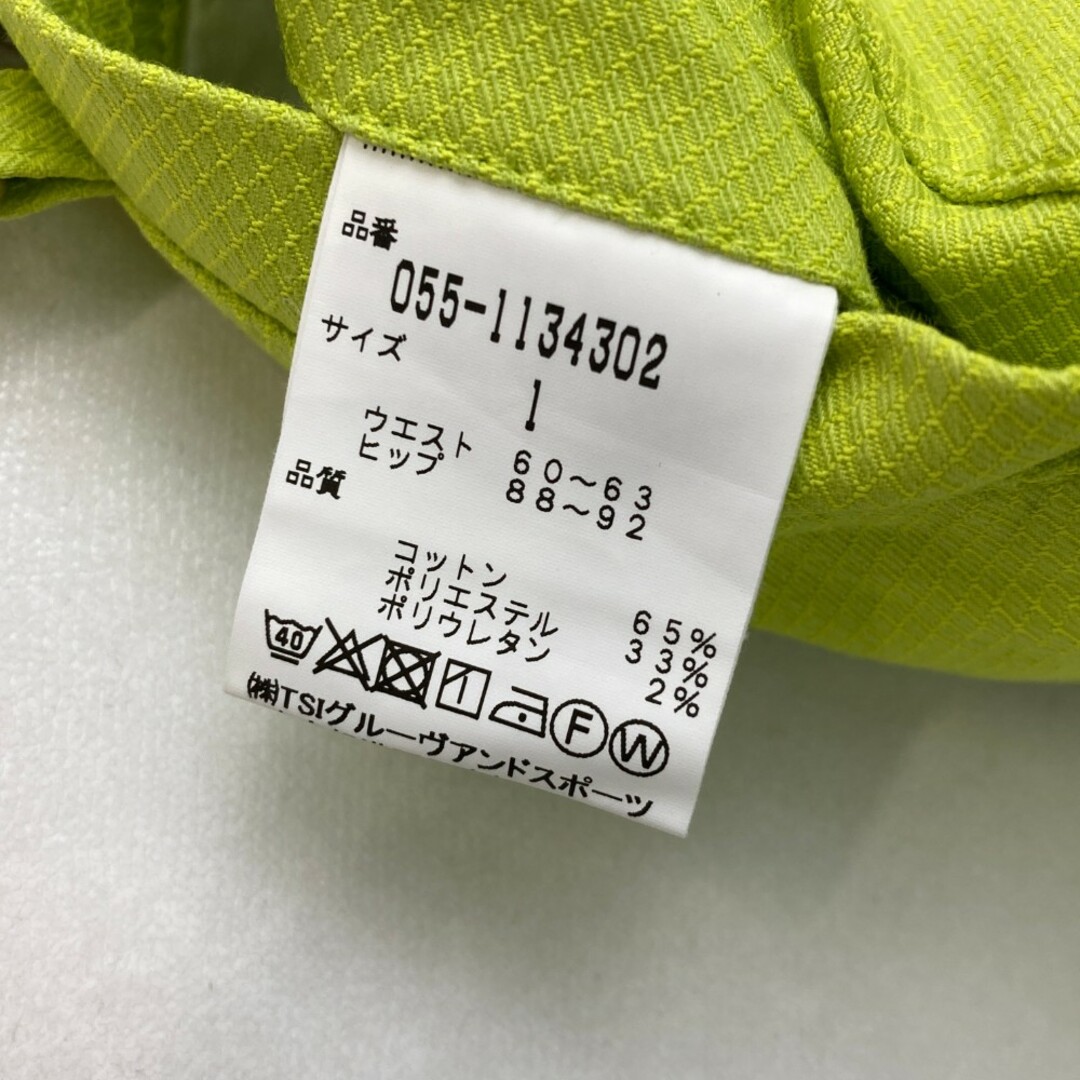 品番
055-1134302
サイズ
1
ウエスト 60～63
ヒップ 88～92
品質
コットン 65%
ポリエステル 33%
ポリウレタン 2%
40 1 F W
㈱TSIグルーヴアンドスポーツ